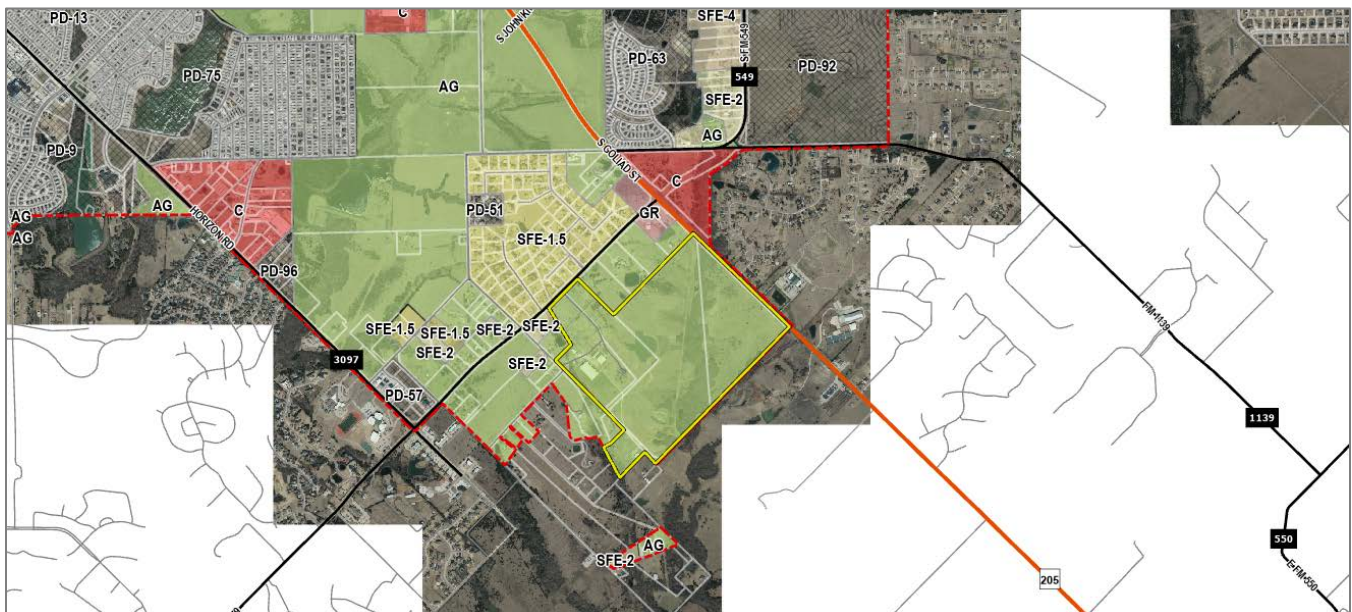 PD-13
SFE-4
S JOHN KI
S FM 549
C
PD-63
PD-92
PD-75
AG
549
SFE-2
AG
PD-9
S GOLIAD ST
C
AG
C
PD-51
GR
AG
AG
HORIZON RD
SFE-1.5
PD-96
FM-1139
SFE-1.5
SFE-1.5
SFE-2
SFE-2
3097
SFE-2
SFE-2
PD-57
1139
AG
550
SFE-2
205
E-FM-550